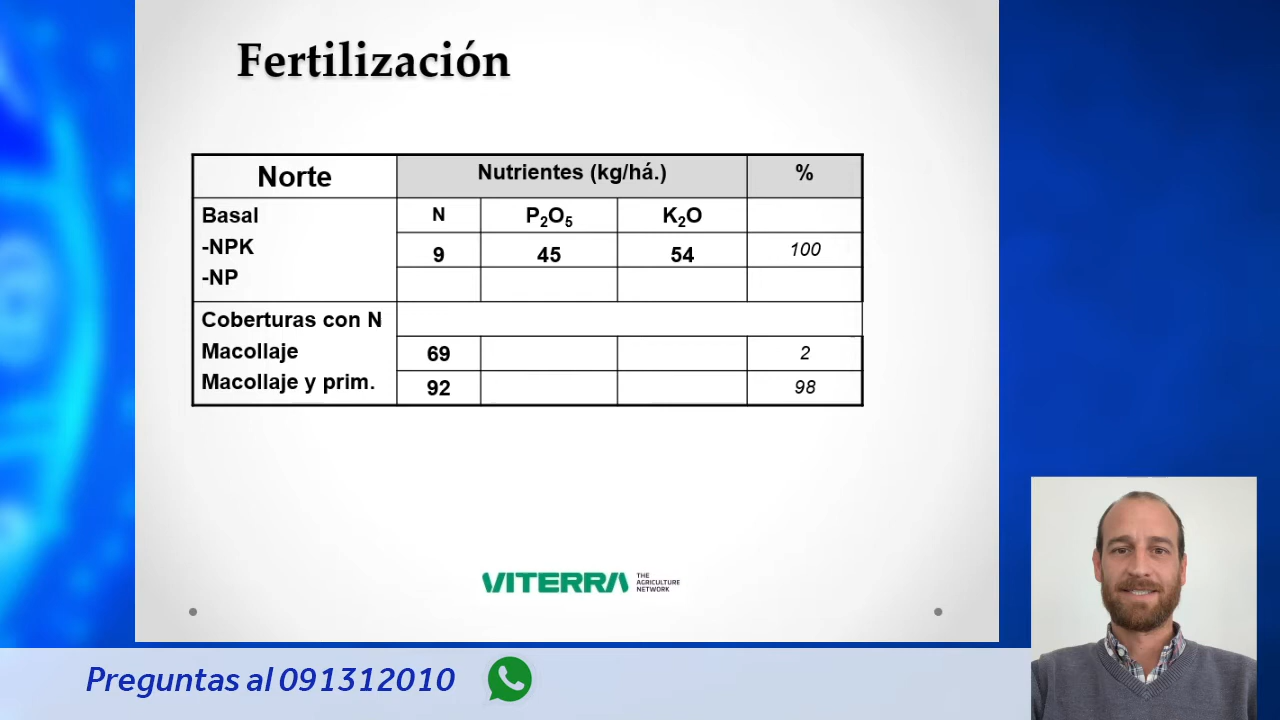 Fertilización
Norte Nutrientes (kg/há.) %
Basal N P₂O₅ K₂O
-NPK 9 45 54 100
-NP
Coberturas con N
Macollaje 69 2
Macollaje y prim. 92 98
VITERRA THE
AGRICULTURE
NETWORK
Preguntas al 091312010